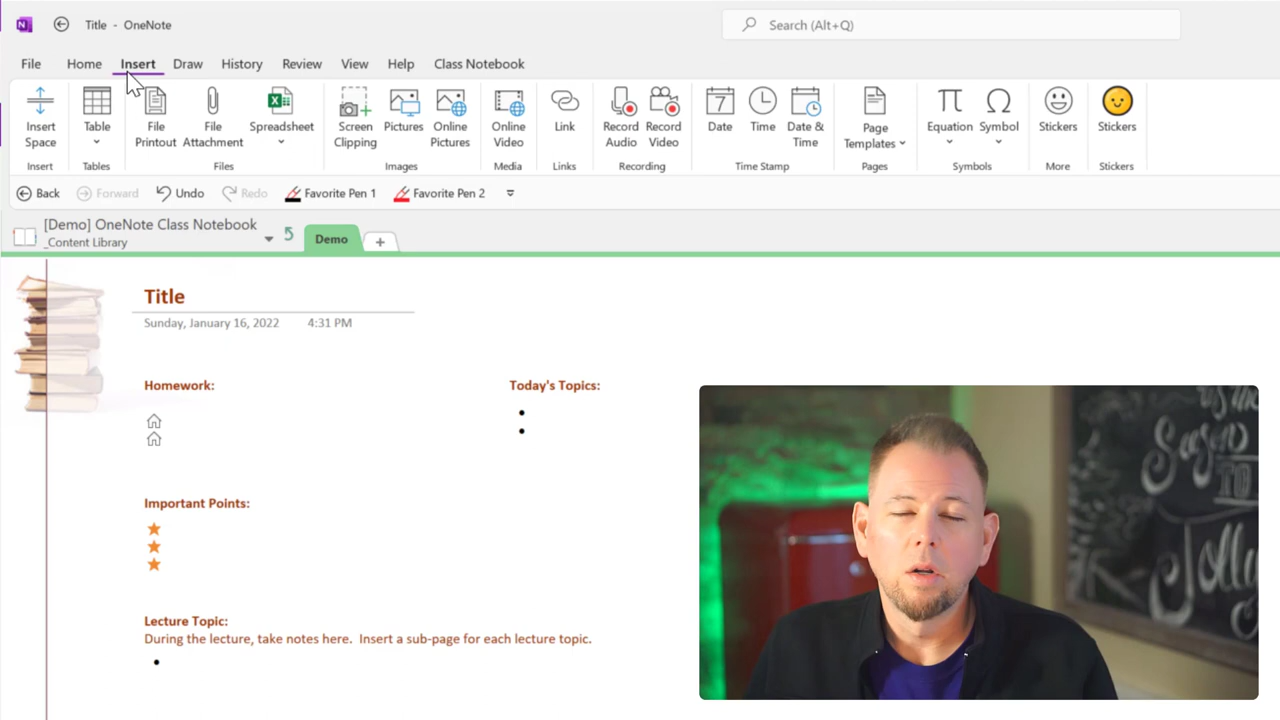 Title - OneNote
Search (Alt+Q)
File Home Insert Draw History Review View Help Class Notebook
Insert Space Table File Printout File Attachment Spreadsheet Screen Clipping Pictures Online Pictures Online Video Link Record Audio Record Video 7 Date Time Date & Time Page Templates Equation Symbol Stickers Stickers
Insert Tables Files Images Media Links Recording Time Stamp Pages Symbols More Stickers
Back Forward Undo Redo Favorite Pen 1 Favorite Pen 2
[Demo] OneNote Class Notebook
_Content Library
Demo +
Title
Sunday, January 16, 2022 4:31 PM
Homework:
Today's Topics:
Important Points:
Lecture Topic:
During the lecture, take notes here. Insert a sub-page for each lecture topic.
Season
TO
Jolly